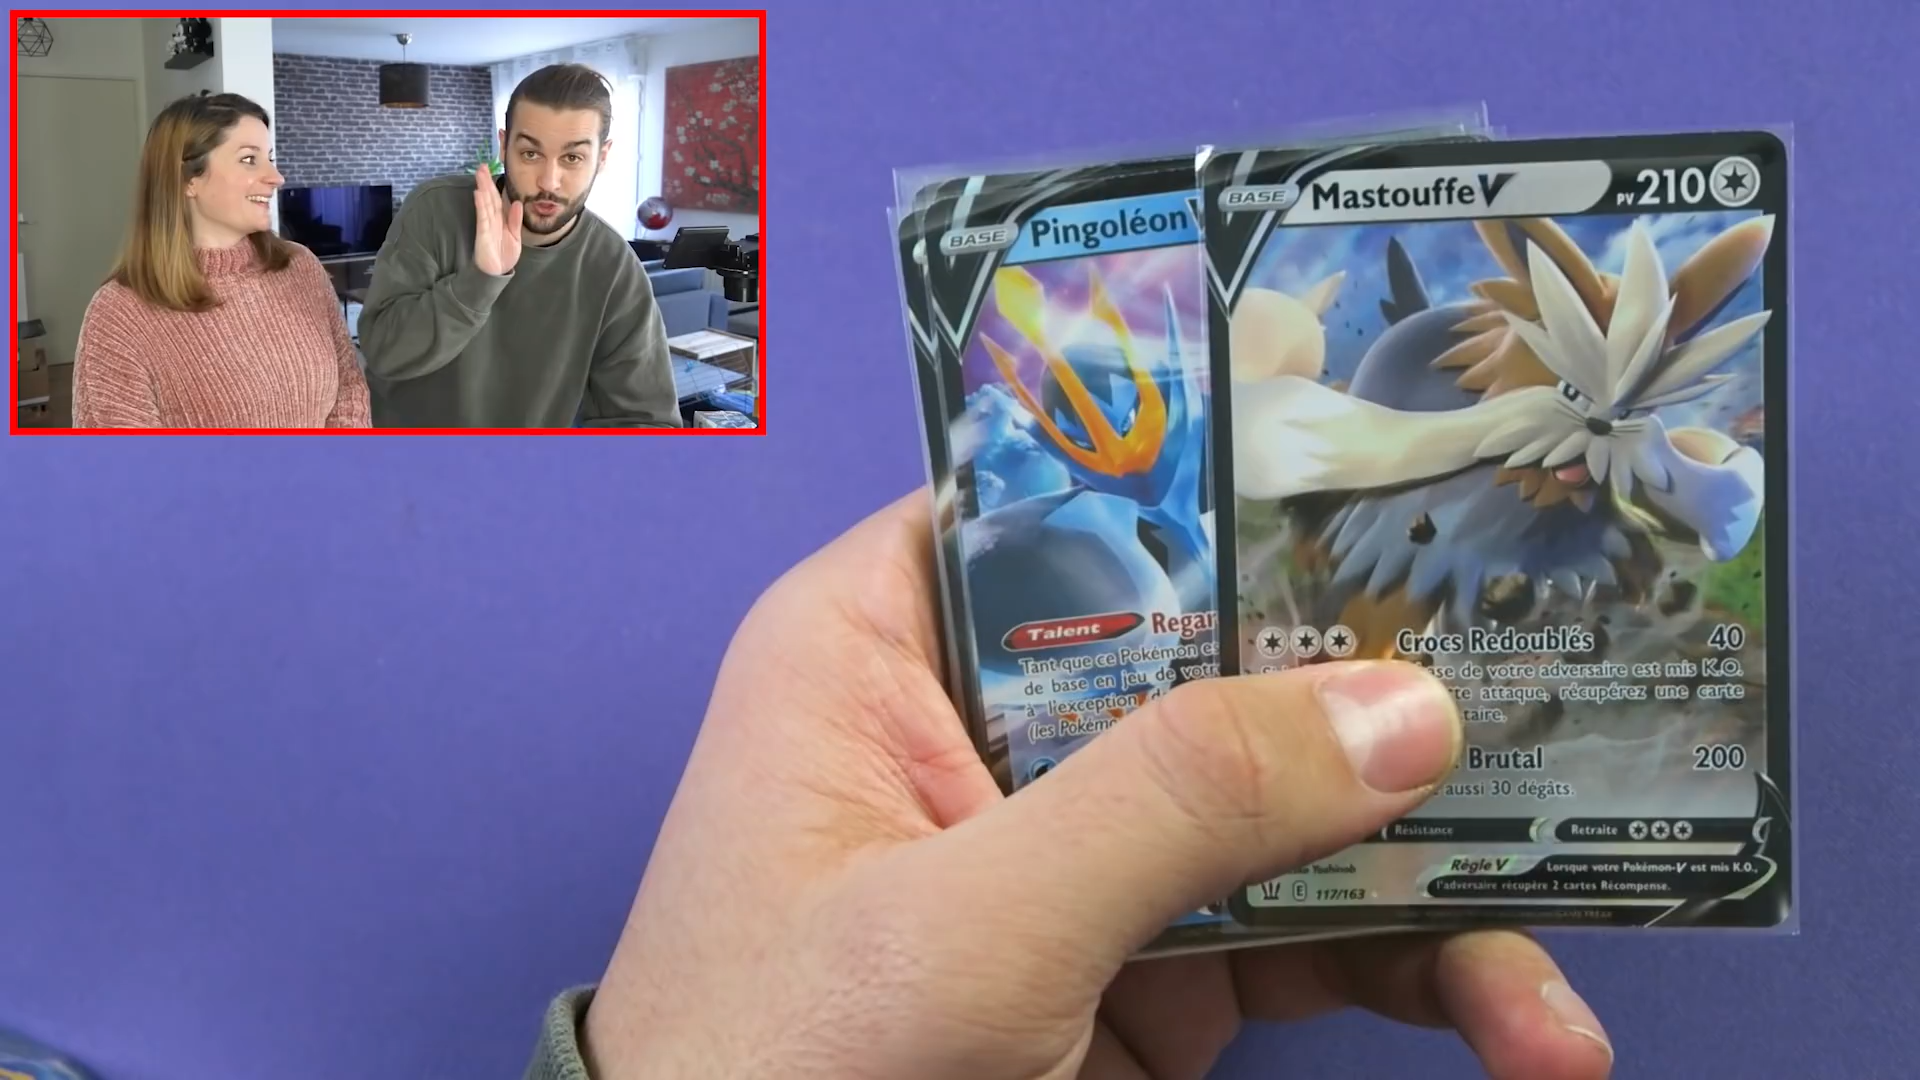 BASE Pingoléon
Talent Regar
Tant que ce Pokémon es
de base en jeu de votr
à l'exception
(les Pokémo
BASE Mastouffe V PV 210
Crocs Redoublés 40
ase de votre adversaire est mis K.O.
te attaque, récupérez une carte
taire.
Brutal 200
aussi 30 dégâts.
Résistance Retraite
Règle V Lorsque votre Pokémon-V est mis K.O.,
l'adversaire récupère 2 cartes Récompense.
E 117/163